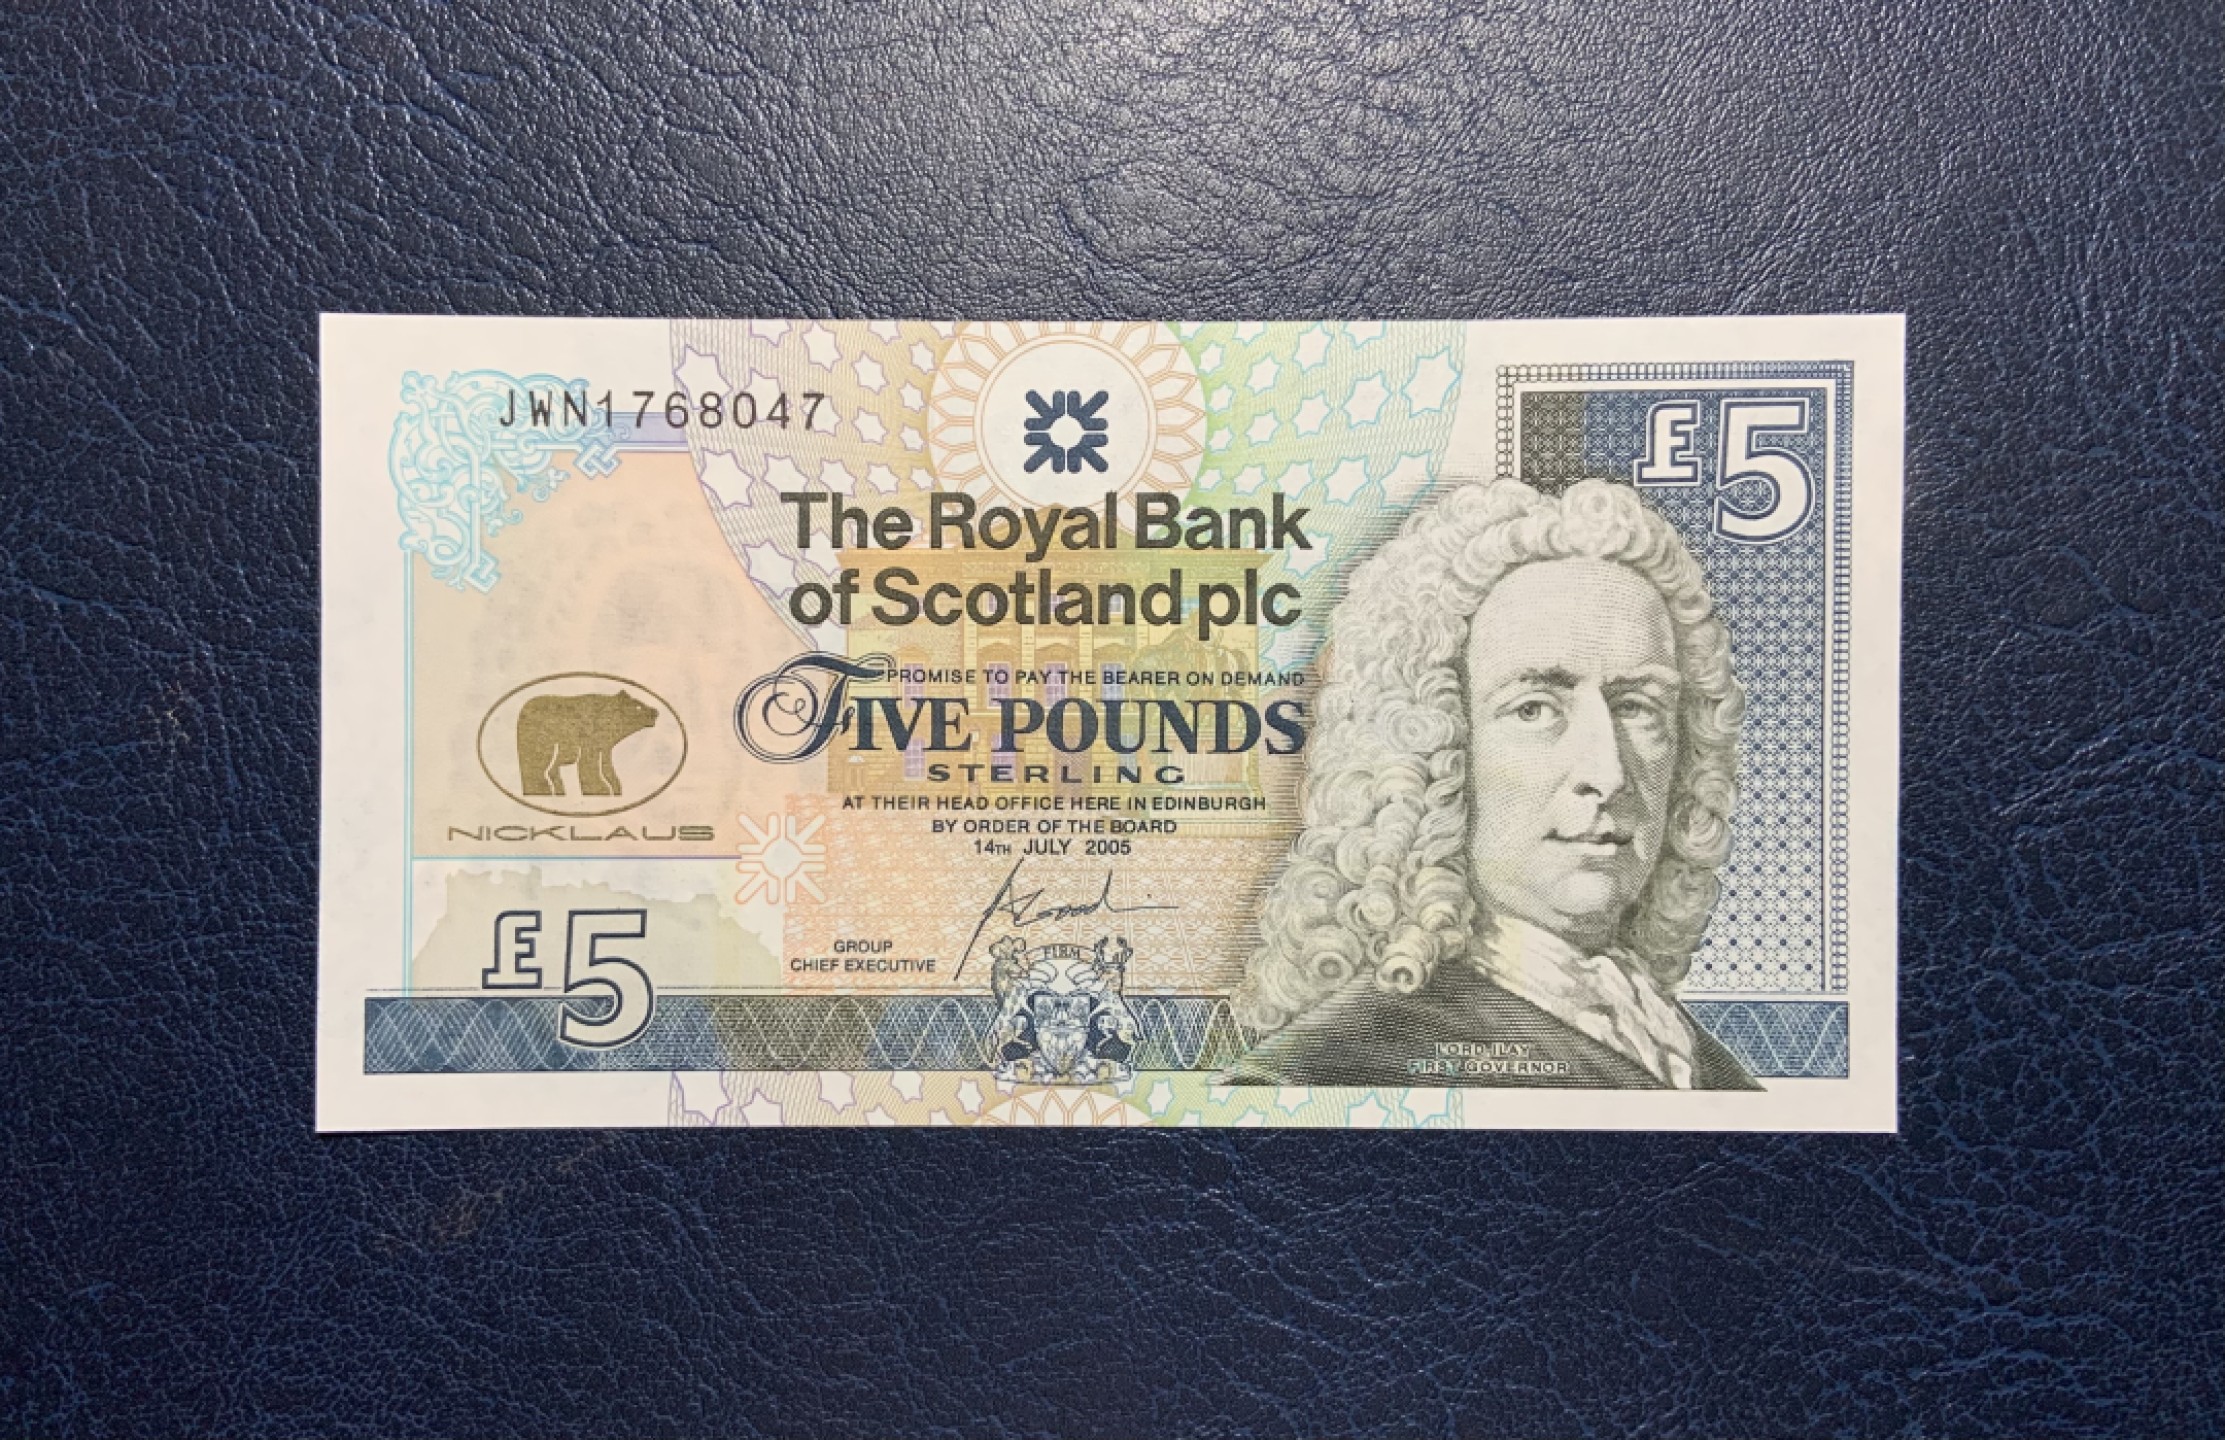 JWN1768047
£5
The Royal Bank
of Scotland plc
PROMISE TO PAY THE BEARER ON DEMAND
FIVE POUNDS
STERLING
AT THEIR HEAD OFFICE HERE IN EDINBURGH
BY ORDER OF THE BOARD
14TH JULY 2005
NICKLAUS
£5
GROUP
CHIEF EXECUTIVE
FIRM
LORD ILAY
FIRST GOVERNOR